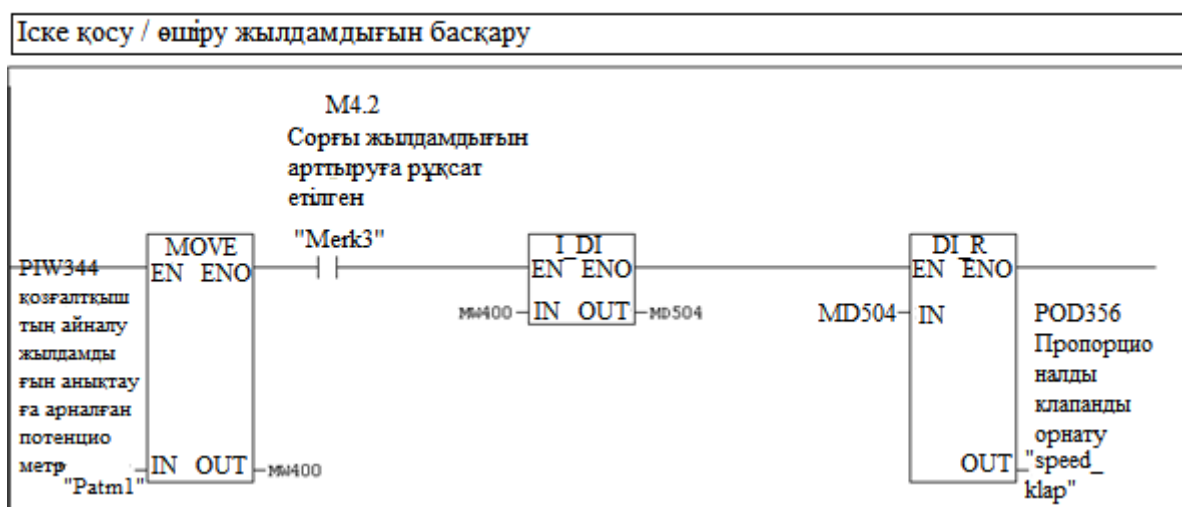 Іске қосу / өшіру жылдамдығын басқару
M4.2
Сорғы жылдамдығын
арттыруға рұқсат
етілген
"Merk3"
PIW344
қозғалтқыш
тың айналу
жылдамды
ғын анықтау
ға арналған
потенцио
метр
"Patm1"
MOVE
EN ENO
IN OUT
MW400
I_DI
EN ENO
MW400
IN OUT
MD504
DI_R
EN ENO
MD504
IN
OUT
POD356
Пропорцио
налды
клапанды
орнату
"speed_
klap"